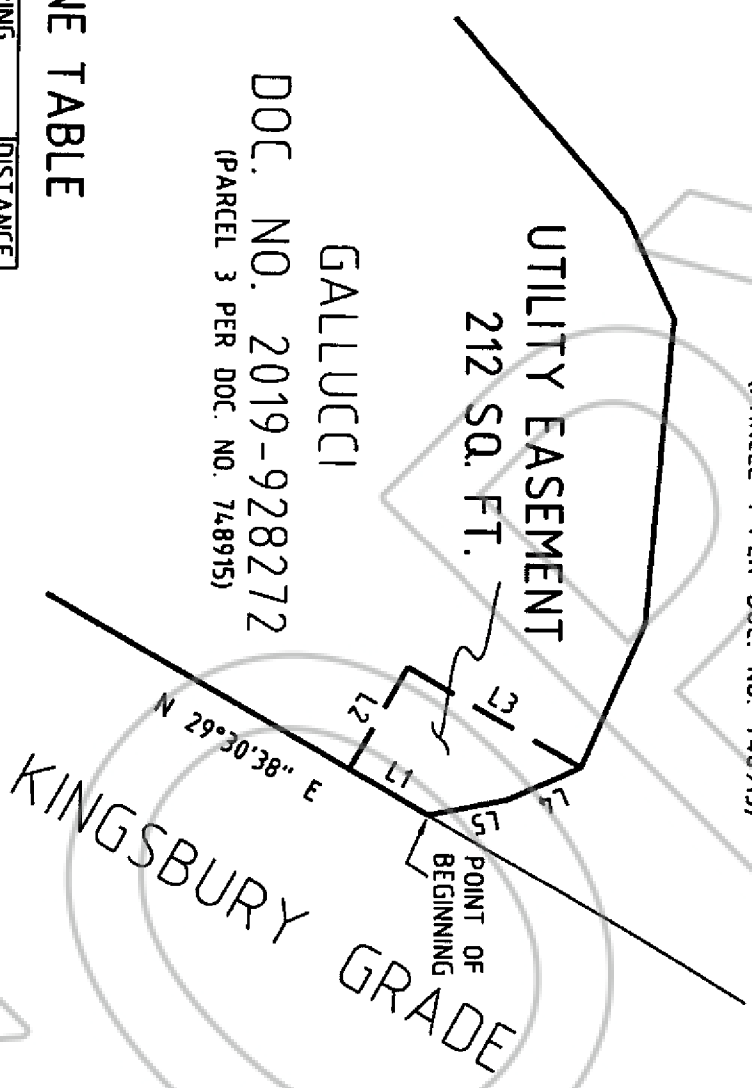 UTILITY EASEMENT
212 SQ. FT.
GALLUCCI
DOC. NO. 2019-928272
(PARCEL 3 PER DOC. NO. 748915)
L3
L2
L1
L4
L5
POINT OF
BEGINNING
N 29°30'38" E
KINGSBURY GRADE
TABLE
DISTANCE